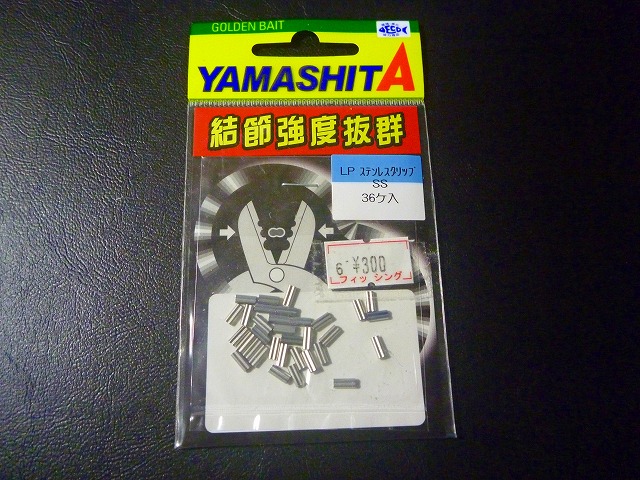 GOLDEN BAIT
YAMASHITA
結節強度抜群
LP ステンレスクリップ
SS
36ケ入
6-¥300
フィッシング